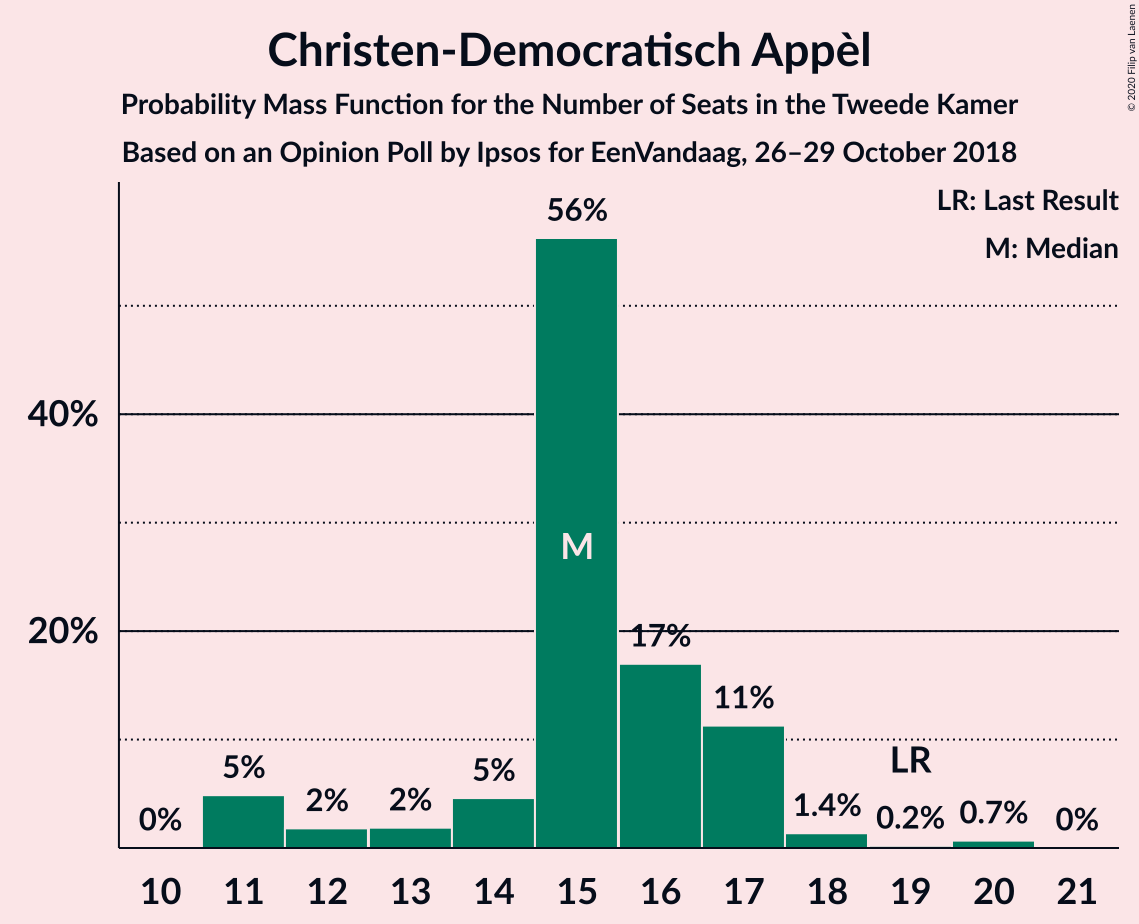 Christen-Democratisch Appèl
Probability Mass Function for the Number of Seats in the Tweede Kamer
Based on an Opinion Poll by Ipsos for EenVandaag, 26–29 October 2018
© 2020 Filip van Laenen
LR: Last Result
M: Median
56%
40%
M
20%
17%
11%
5%
2%
2%
5%
0%
LR
1.4%
0.2%
0.7%
0%
10 11 12 13 14 15 16 17 18 19 20 21